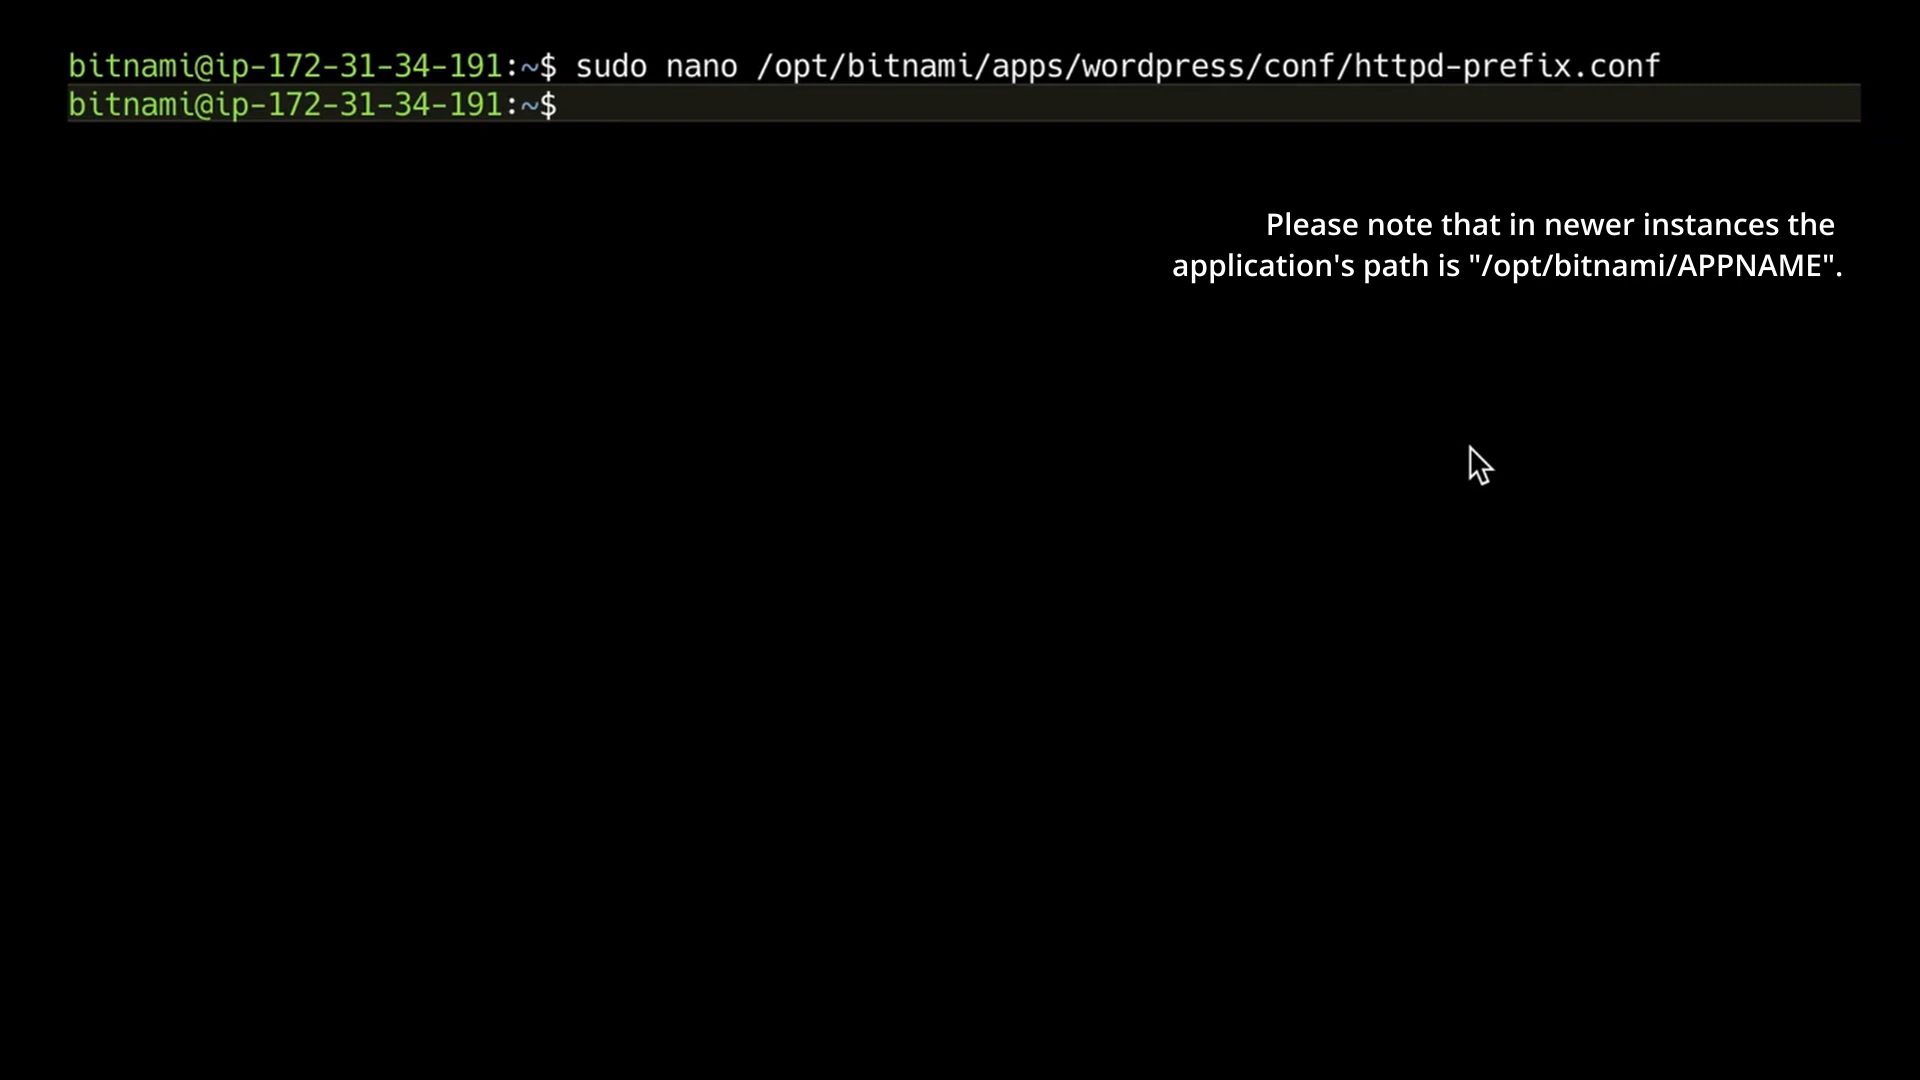 bitnami@ip-172-31-34-191:~$ sudo nano /opt/bitnami/apps/wordpress/conf/httpd-prefix.conf
bitnami@ip-172-31-34-191:~$
Please note that in newer instances the
application's path is "/opt/bitnami/APPNAME".